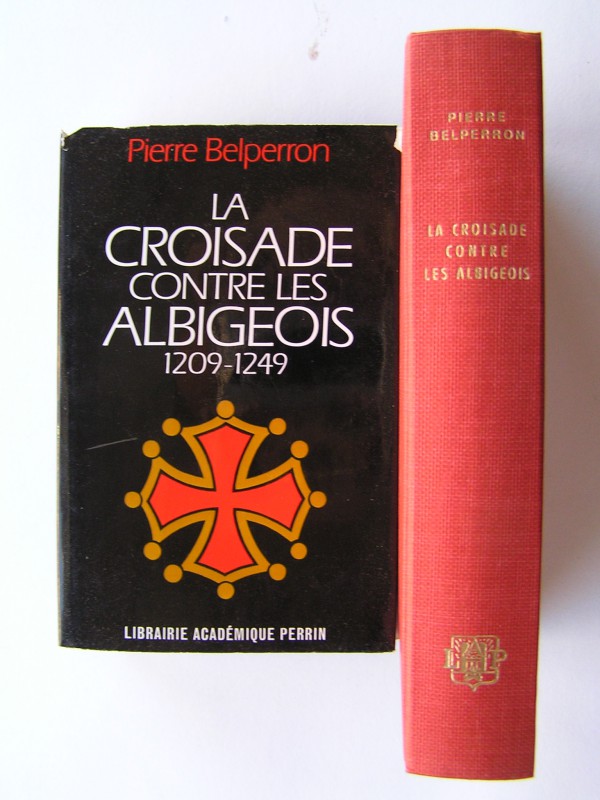 Pierre Belperron
LA
CROISADE
CONTRE LES
ALBIGEOIS
1209-1249
LIBRAIRIE ACADÉMIQUE PERRIN
PIERRE
BELPERRON
LA CROISADE
CONTRE
LES ALBIGEOIS
L A P